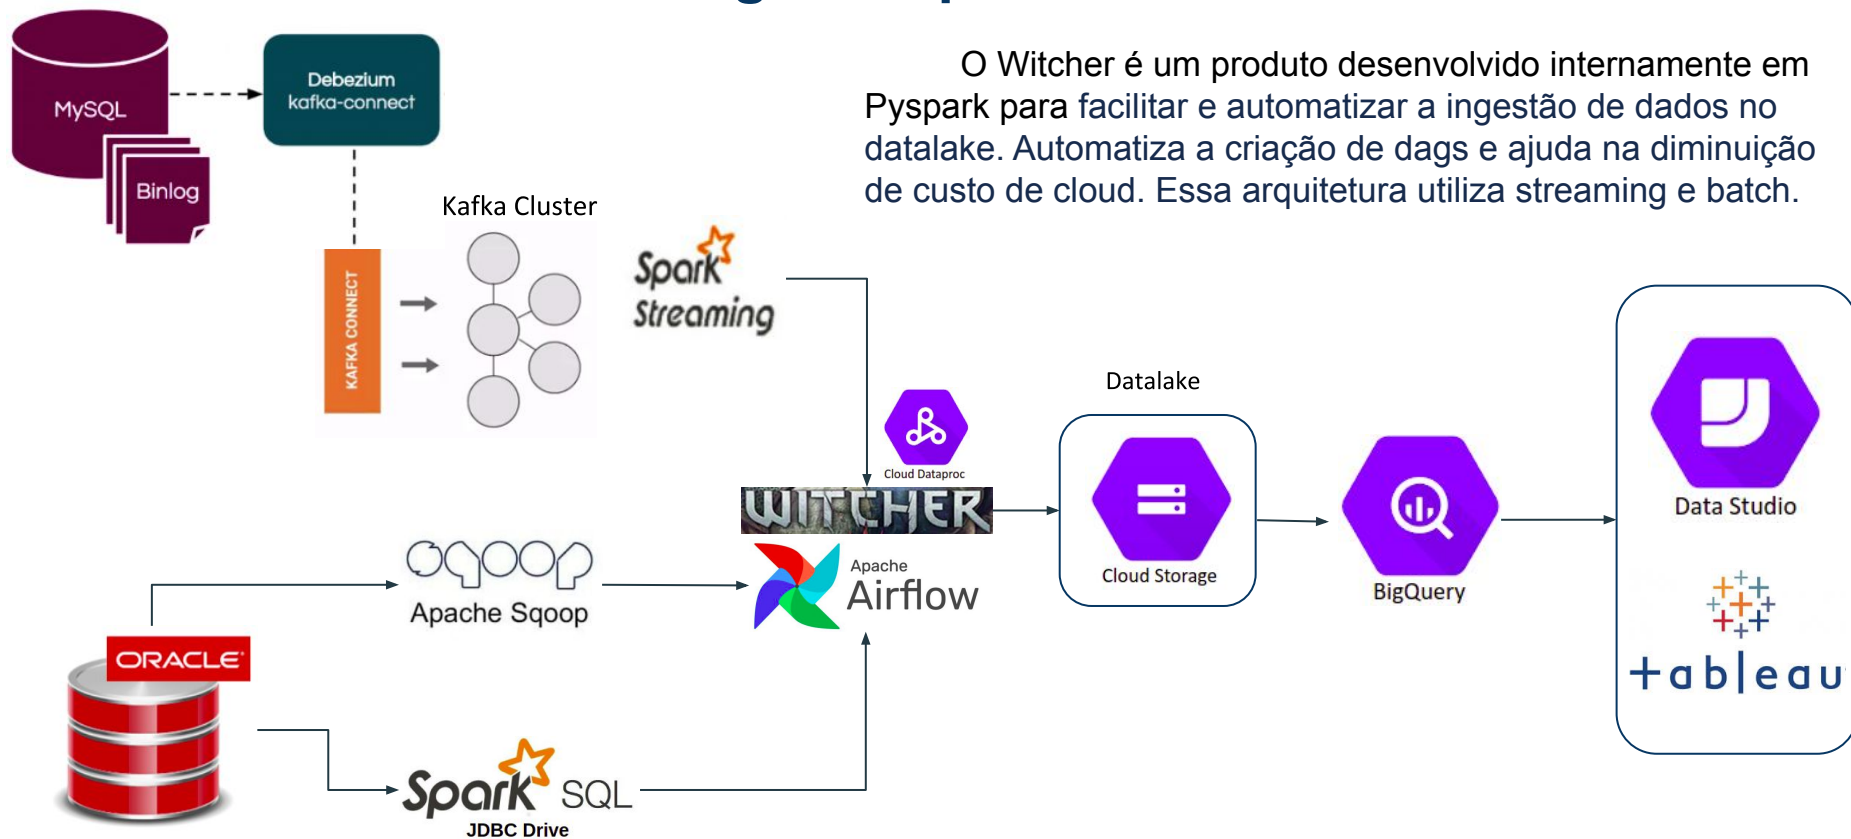 MySQL
Binlog
Debezium
kafka-connect
O Witcher é um produto desenvolvido internamente em
Pyspark para facilitar e automatizar a ingestão de dados no
datalake. Automatiza a criação de dags e ajuda na diminuição
de custo de cloud. Essa arquitetura utiliza streaming e batch.
KAFKA CONNECT
Kafka Cluster
Spark
Streaming
Cloud Dataproc
WITCHER
Apache
Airflow
Datalake
Cloud Storage
BigQuery
Data Studio
+ableau
sqoop
Apache Sqoop
ORACLE
Spark SQL
JDBC Drive